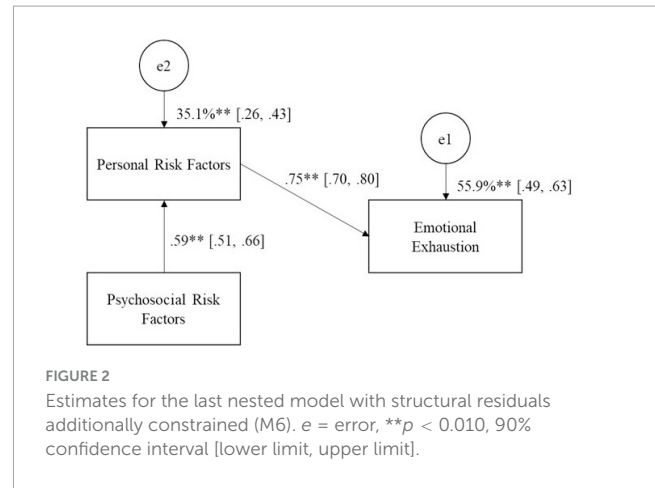 e2
35.1%** [.26, .43]
Personal Risk Factors
e1
.75** [.70, .80]
55.9%** [.49, .63]
Emotional
Exhaustion
.59** [.51, .66]
Psychosocial Risk
Factors
FIGURE 2
Estimates for the last nested model with structural residuals
additionally constrained (M6). e = error, **p < 0.010, 90%
confidence interval [lower limit, upper limit].